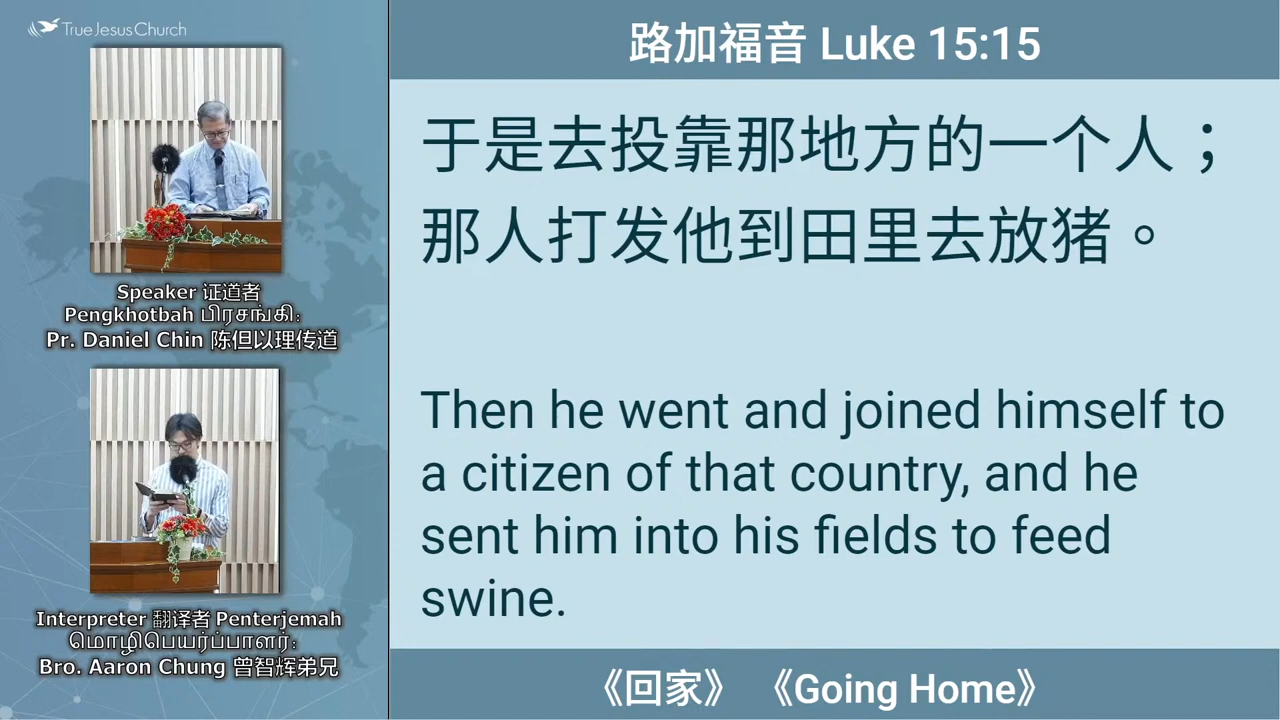 True Jesus Church
Speaker 证道者
Pengkhotbah பிரசங்கி:
Pr. Daniel Chin 陈但以理传道
Interpreter 翻译者 Penterjemah
மொழிபெயர்ப்பாளர்:
Bro. Aaron Chung 曾智辉弟兄
路加福音 Luke 15:15
于是去投靠那地方的一个人；
那人打发他到田里去放猪。
Then he went and joined himself to
a citizen of that country, and he
sent him into his fields to feed
swine.
《回家》 《Going Home》